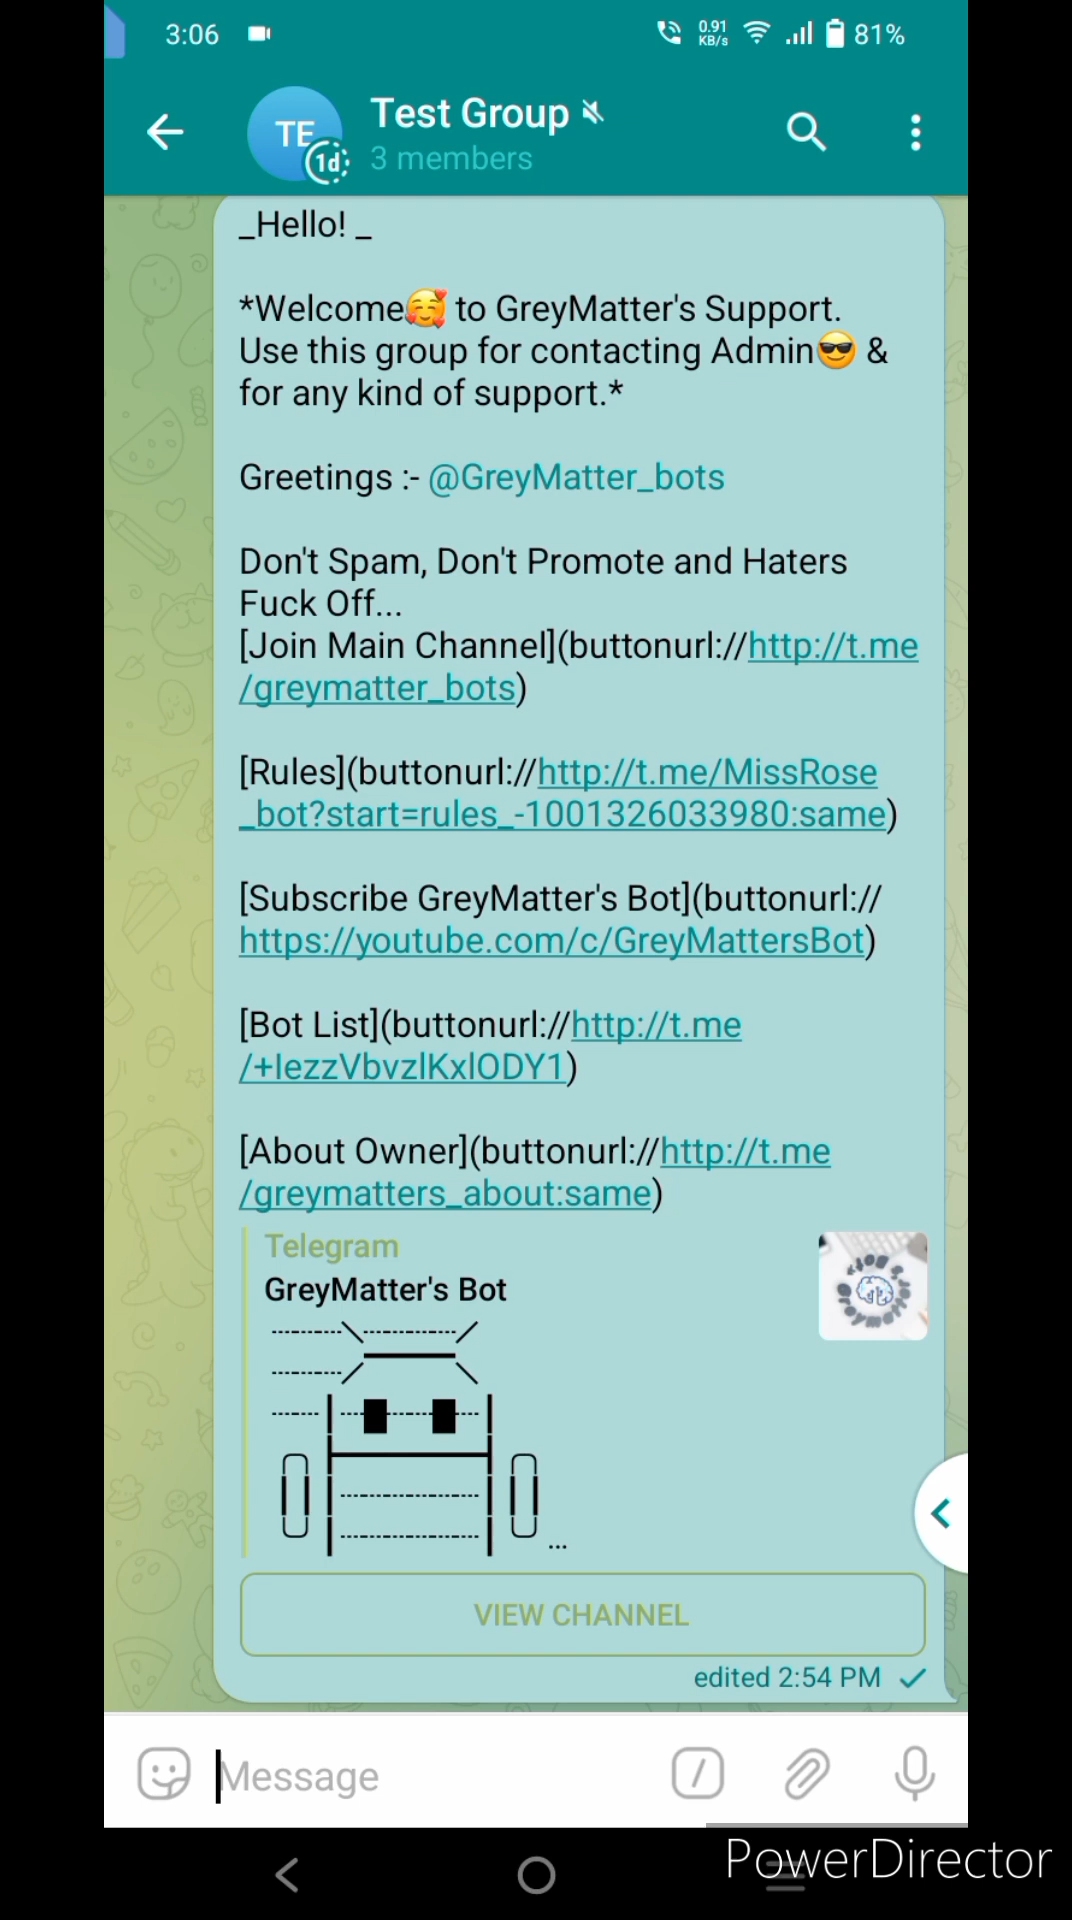 3:06 0.91 KB/s 81%
TE Test Group
1d 3 members
_Hello! _
*Welcome🥰 to GreyMatter's Support.
Use this group for contacting Admin😎 &
for any kind of support.*
Greetings :- @GreyMatter_bots
Don't Spam, Don't Promote and Haters
Fuck Off...
[Join Main Channel](buttonurl://http://t.me
/greymatter_bots)
[Rules](buttonurl://http://t.me/MissRose
_bot?start=rules_-1001326033980:same)
[Subscribe GreyMatter's Bot](buttonurl://
https://youtube.com/c/GreyMattersBot)
[Bot List](buttonurl://http://t.me
/+IezzVbvzlKxlODY1)
[About Owner](buttonurl://http://t.me
/greymatters_about:same)
Telegram
GreyMatter's Bot
...
VIEW CHANNEL
edited 2:54 PM
Message
PowerDirector